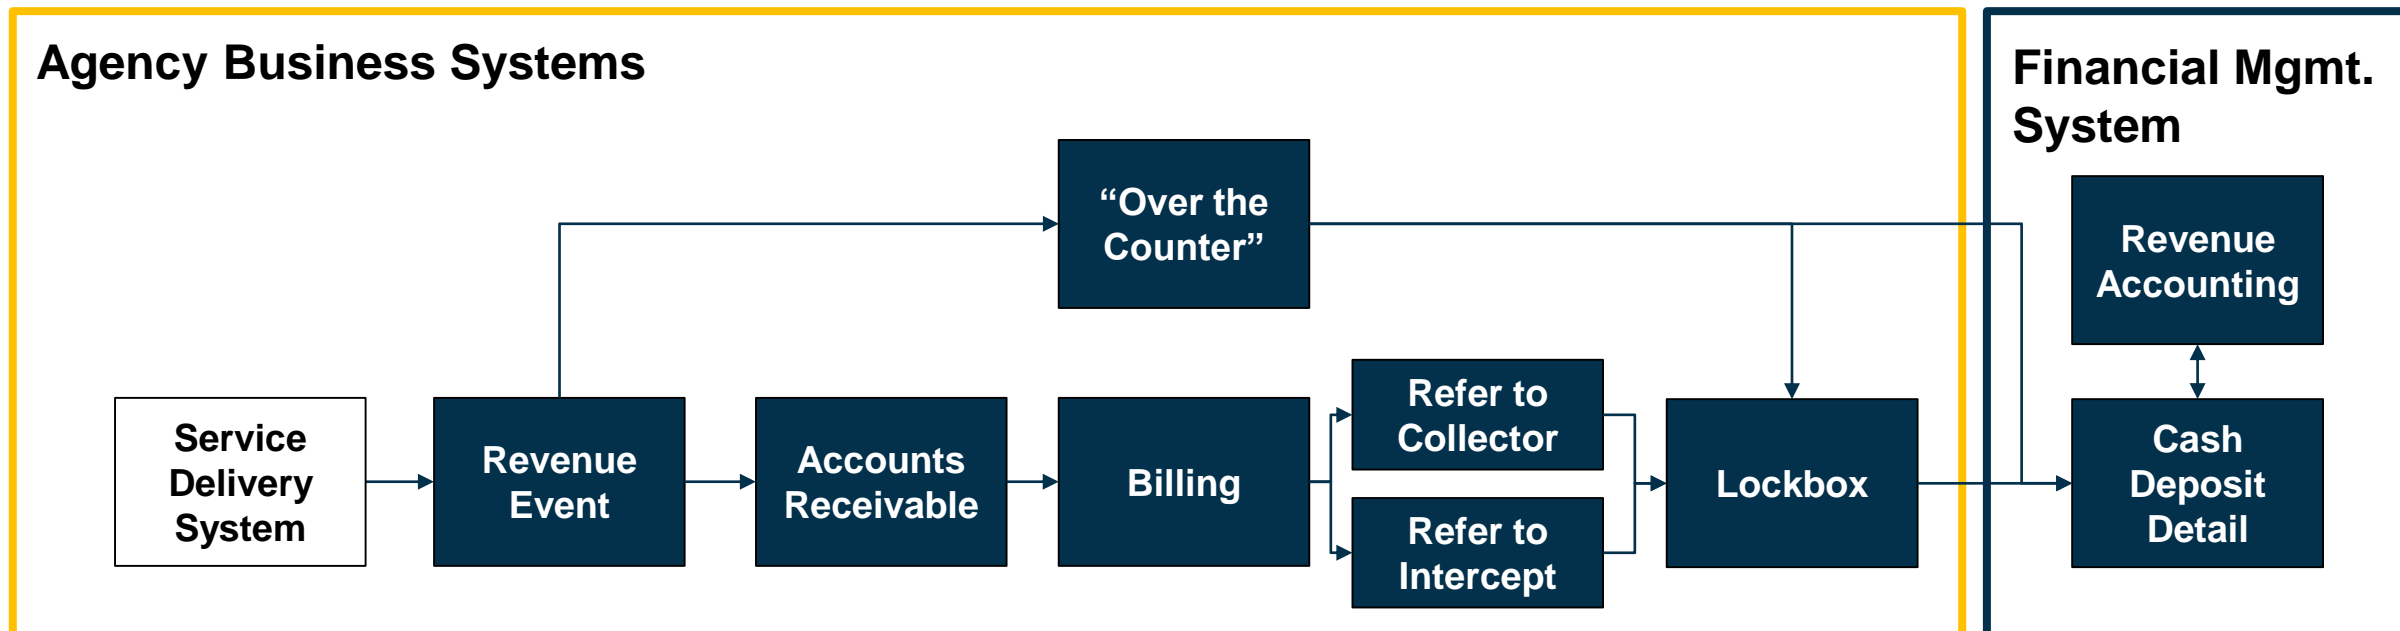 Agency Business Systems
Financial Mgmt.
System
“Over the
Counter”
Revenue
Accounting
Service
Delivery
System
Revenue
Event
Accounts
Receivable
Billing
Refer to
Collector
Refer to
Intercept
Lockbox
Cash
Deposit
Detail